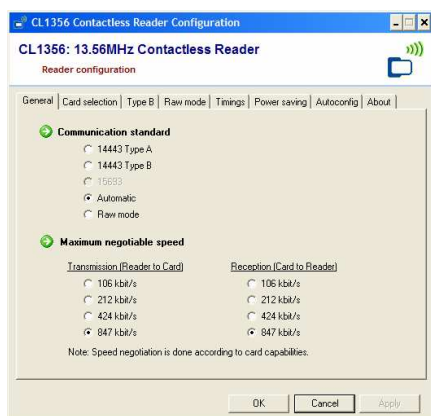 CL1356 Contactless Reader Configuration
CL1356: 13.56MHz Contactless Reader
Reader configuration
General Card selection Type B Raw mode Timings Power saving Autoconfig About
Communication standard
14443 Type A
14443 Type B
15693
Automatic
Raw mode
Maximum negotiable speed
Transmission (Reader to Card) Reception (Card to Reader)
106 kbit/s 106 kbit/s
212 kbit/s 212 kbit/s
424 kbit/s 424 kbit/s
847 kbit/s 847 kbit/s
Note: Speed negotiation is done according to card capabilities.
OK Cancel Apply